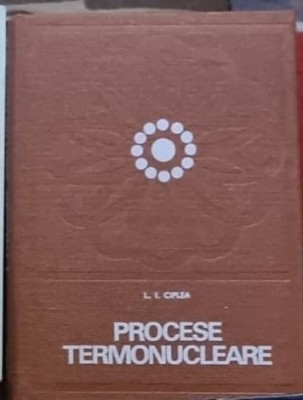 L. I. CIPLEA
PROCESE
TERMONUCLEARE